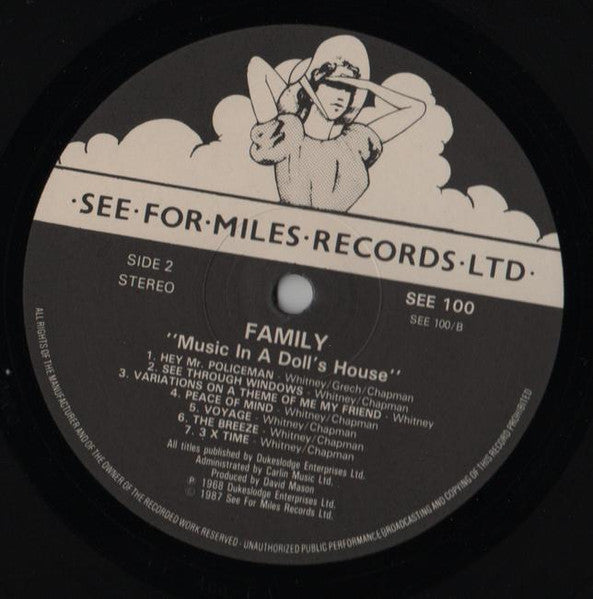 ·SEE·FOR·MILES·RECORDS·LTD·
SIDE 2
STEREO
SEE 100
SEE 100/B
FAMILY
"Music In A Doll's House"
1. HEY Mr. POLICEMAN - Whitney/Grech/Chapman
2. SEE THROUGH WINDOWS - Whitney/Chapman
3. VARIATIONS ON A THEME OF ME MY FRIEND - Whitney
4. PEACE OF MIND - Whitney/Chapman
5. VOYAGE - Whitney/Chapman
6. THE BREEZE - Whitney/Chapman
7. 3 X TIME - Whitney/Chapman
All titles published by Dukeslodge Enterprises Ltd.
Administrated by Carlin Music Ltd.
Produced by David Mason
℗ 1968 Dukeslodge Enterprises Ltd.
© 1987 See For Miles Records Ltd.
ALL RIGHTS OF THE MANUFACTURER AND OF THE OWNER OF THE RECORDED WORK RESERVED · UNAUTHORIZED PUBLIC PERFORMANCE BROADCASTING AND COPYING OF THIS RECORD PROHIBITED